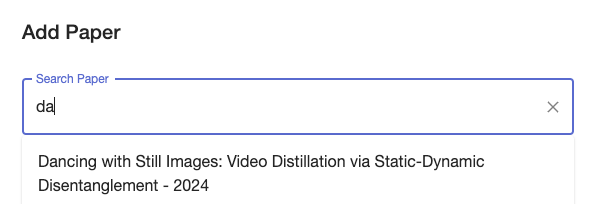 Add Paper
Search Paper
da
Dancing with Still Images: Video Distillation via Static-Dynamic
Disentanglement - 2024